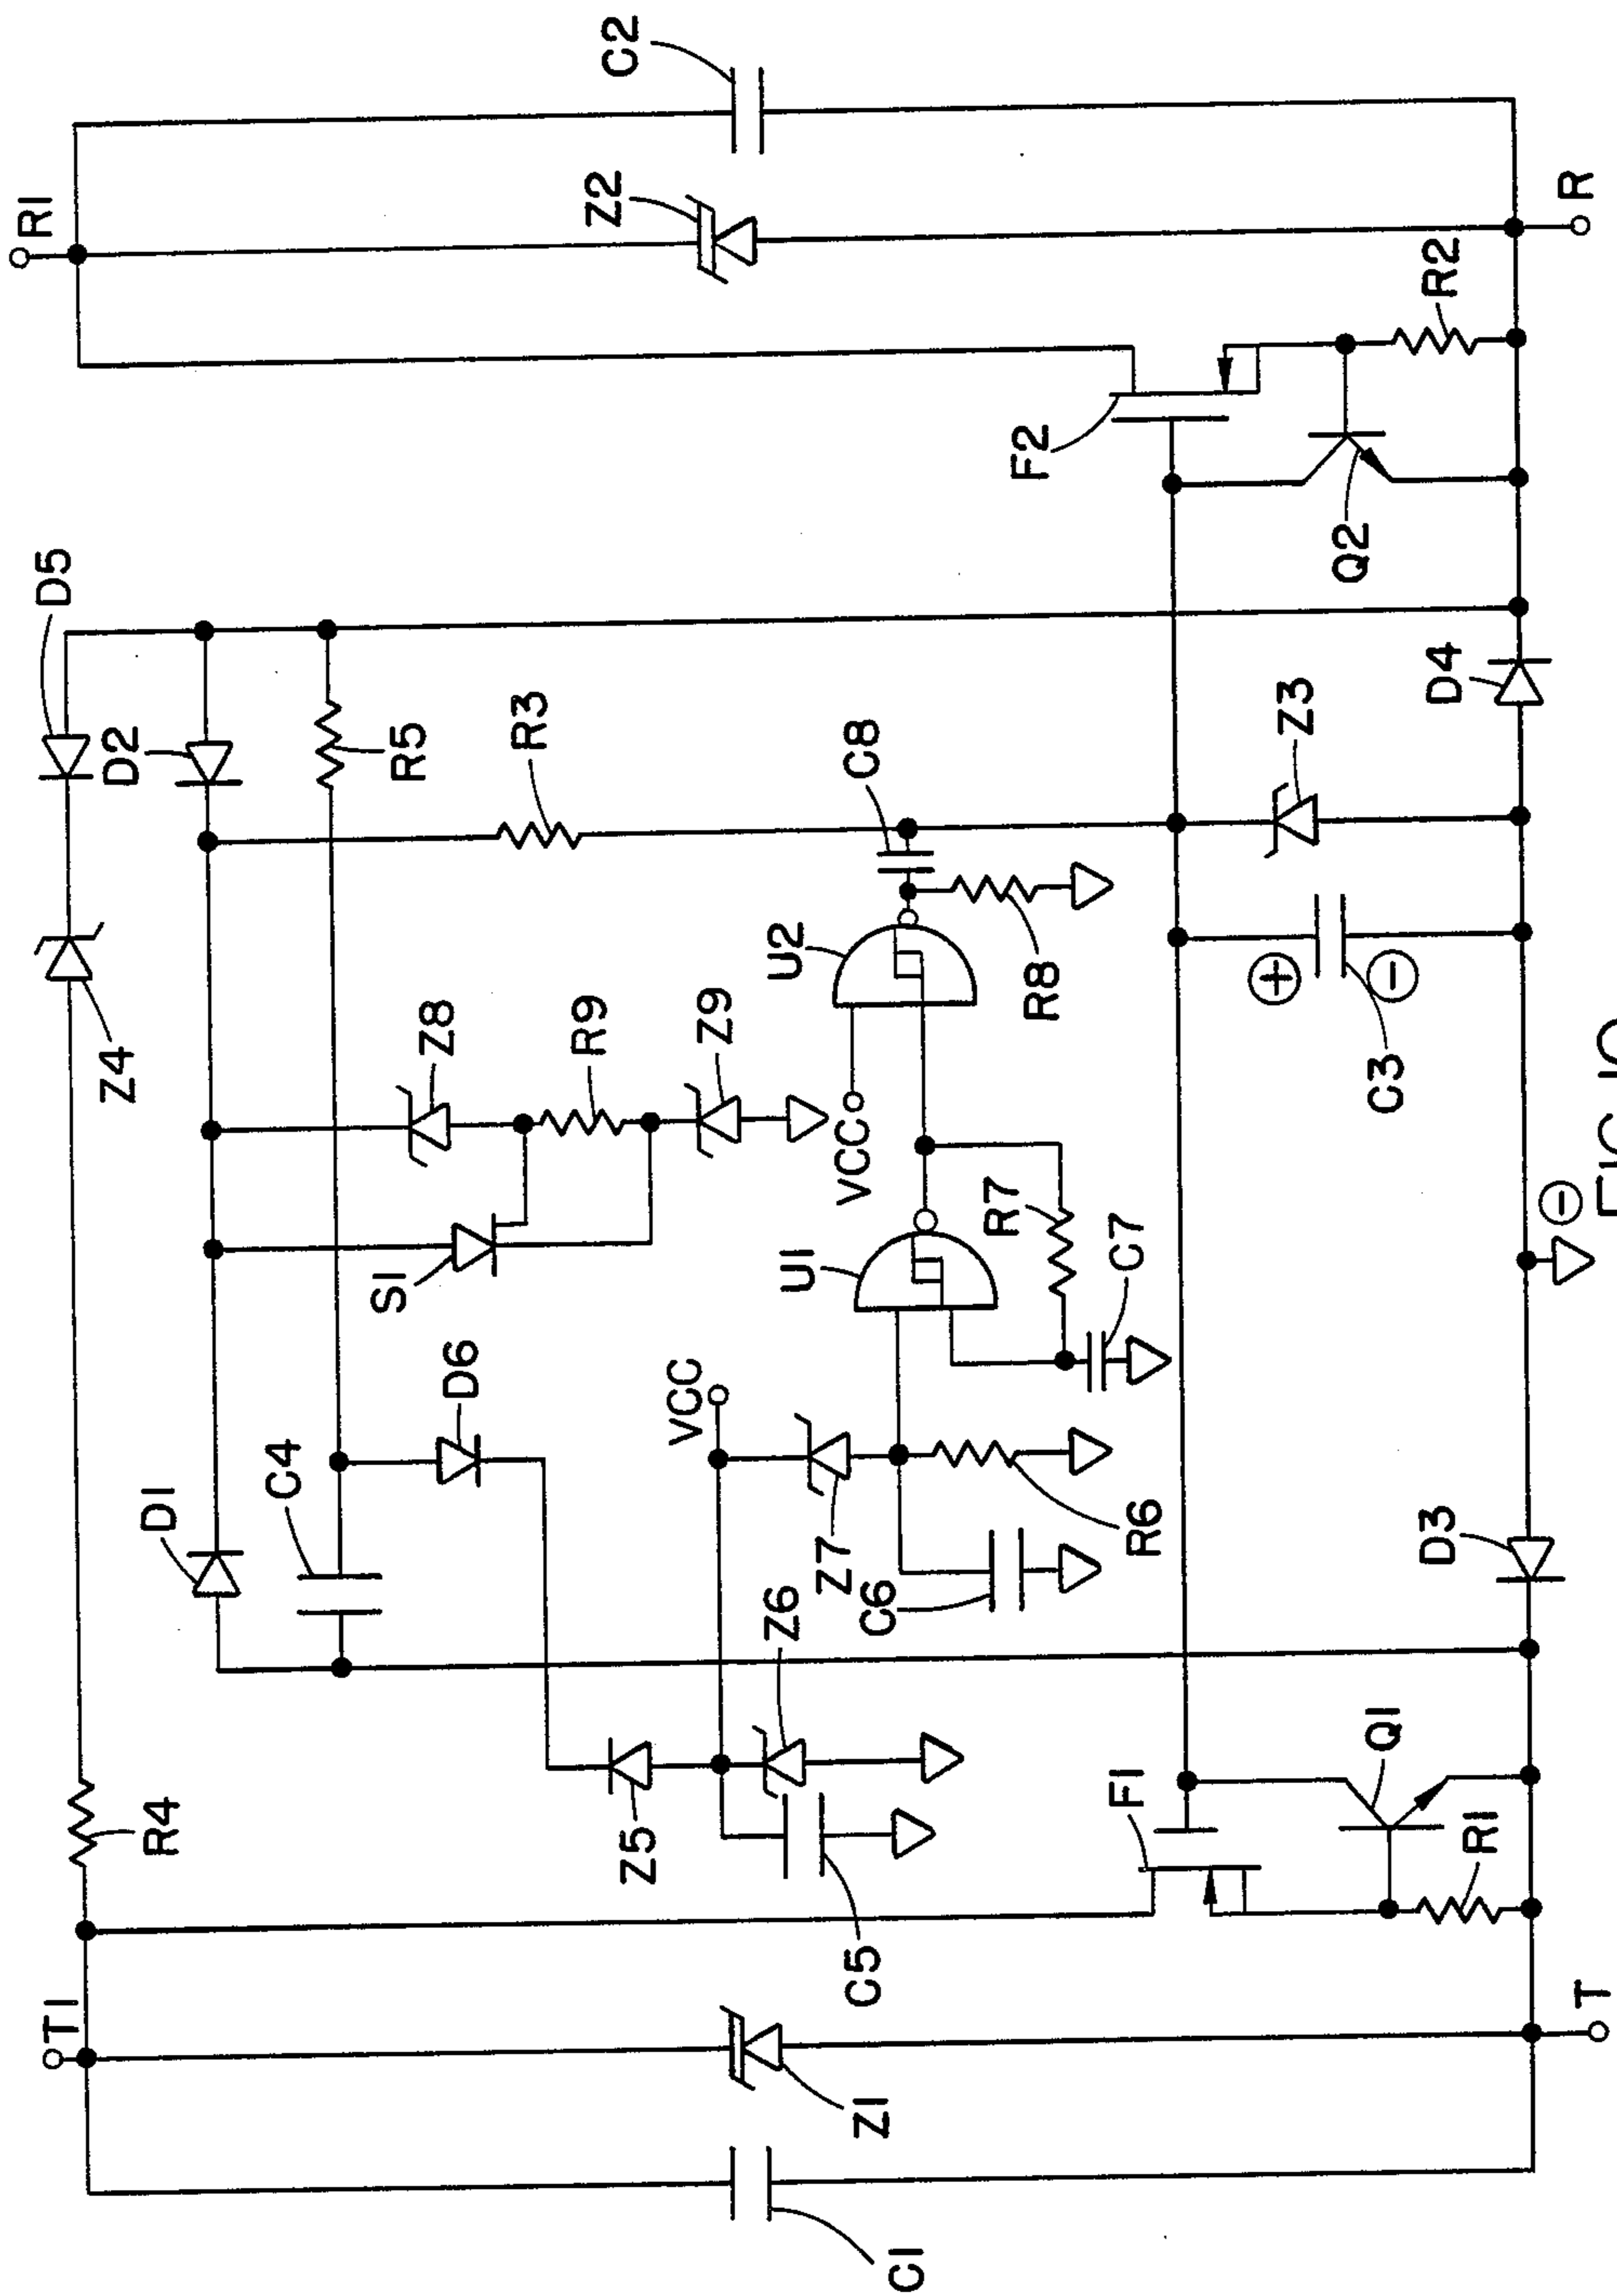 C2
R1
Z2
R
R2
F2
Q2
D5
D2
R5
R3
C8
D4
Z3
U2
R8
Z4
Z8
R9
Z9
VCC
C3
+
−
−
S1
U1
R7
C7
D6
VCC
D1
C4
Z7
C6
R6
Z6
D3
R4
Z5
C5
F1
Q1
R1
T1
Z1
T
C1